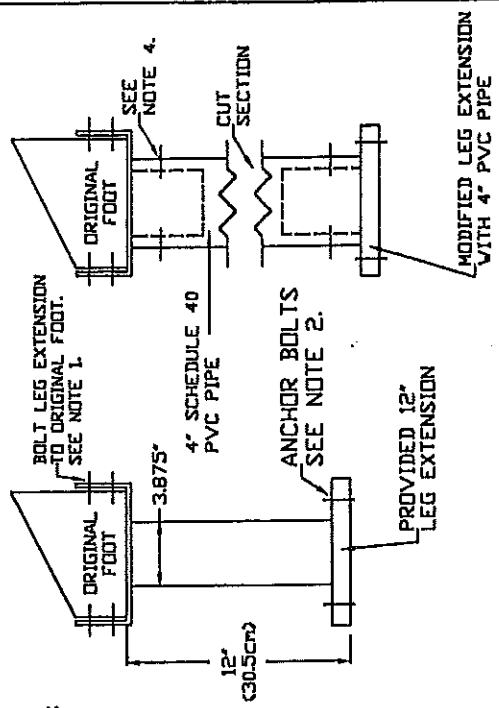 BOLT LEG EXTENSION
TO ORIGINAL FOOT.
SEE NOTE 1.
ORIGINAL
FOOT
3.875"
12"
(30.5cm)
ANCHOR BOLTS
SEE NOTE 2.
PROVIDED 12"
LEG EXTENSION
ORIGINAL
FOOT
SEE
NOTE 4.
4" SCHEDULE 40
PVC PIPE
CUT
SECTION
MODIFIED LEG EXTENSION
WITH 4" PVC PIPE